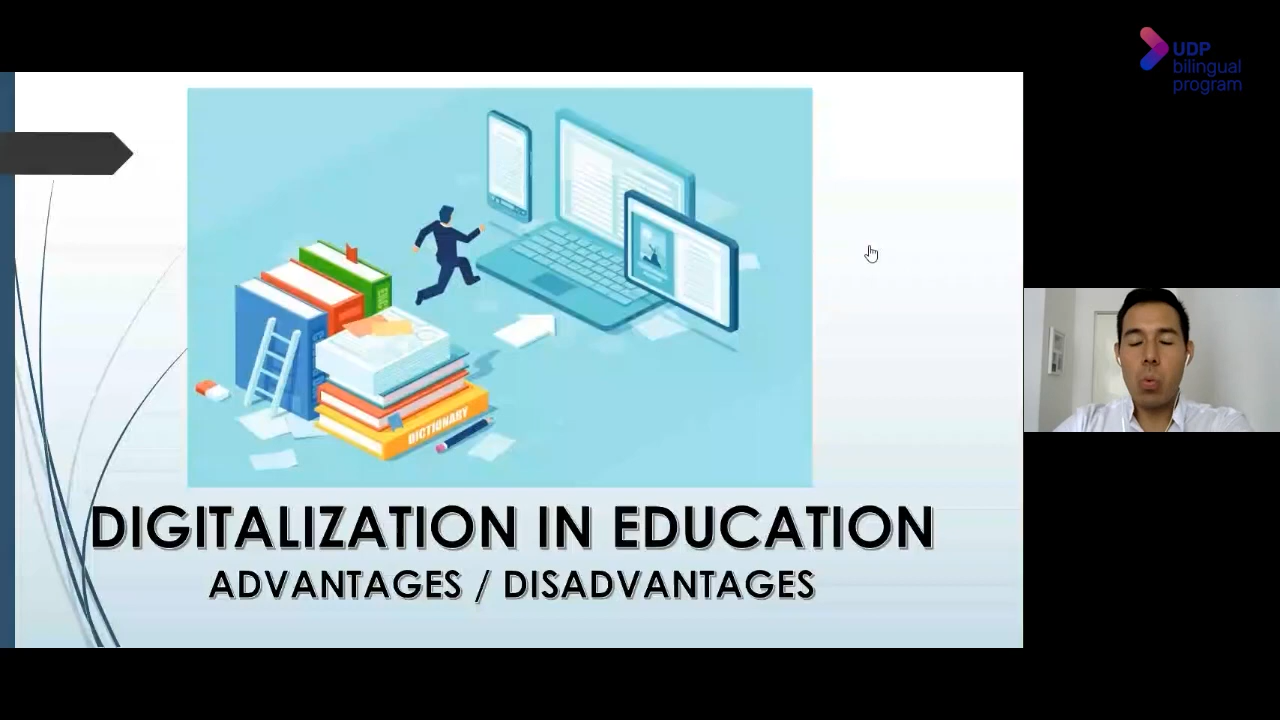 UDP
bilingual
program
DICTIONARY
DIGITALIZATION IN EDUCATION
ADVANTAGES / DISADVANTAGES